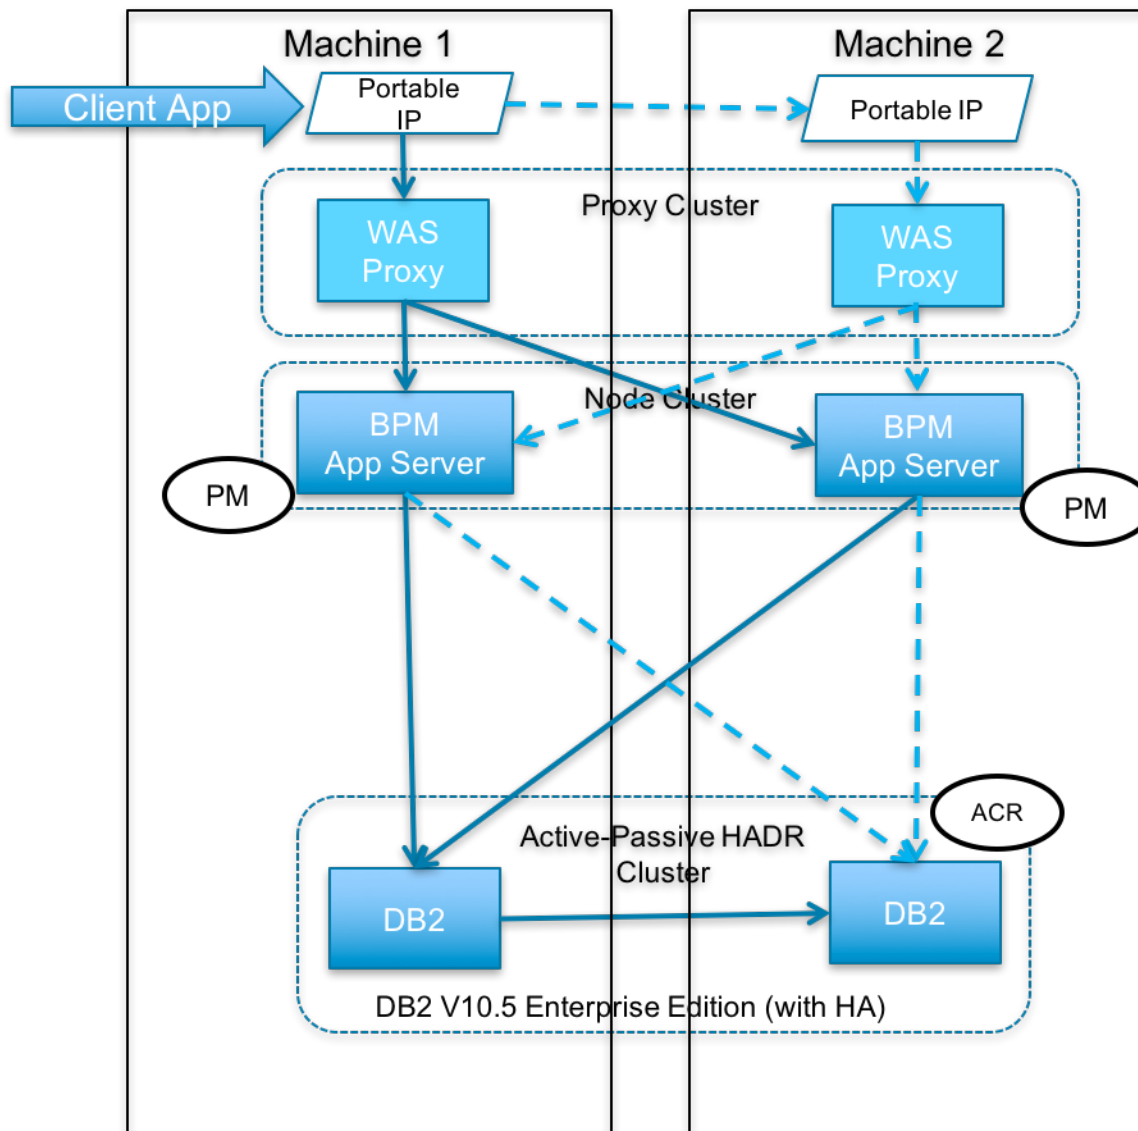 Machine 1
Machine 2
Client App
Portable
IP
Portable IP
Proxy Cluster
WAS
Proxy
WAS
Proxy
Node Cluster
BPM
App Server
BPM
App Server
PM
PM
ACR
Active-Passive HADR
Cluster
DB2
DB2
DB2 V10.5 Enterprise Edition (with HA)